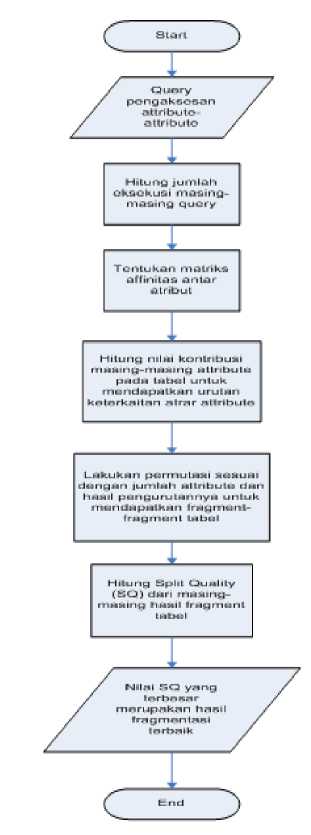 Start
Query
pengaksesan
attribute-
attribute
Hitung jumlah
eksekusi masing-
masing query
Tentukan matriks
affinitas antar
atribut
Hitung nilai kontribusi
masing-masing attribute
pada tabel untuk
mendapatkan urutan
keterkaitan atrar attribute
Lakukan permutasi sesuai
dengan jumlah attribute dan
hasil pengurutannya untuk
mendapatkan fragment-
fragment tabel
Hitung Split Quality
(SQ) dari masing-
masing hasil fragment
tabel
Nilai SQ yang
terbesar
merupakan hasil
fragmentasi
terbaik
End